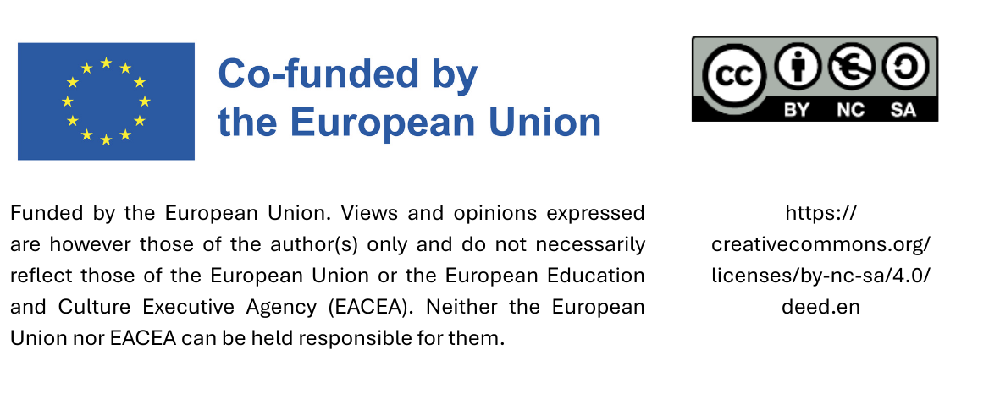 Co-funded by
the European Union
CC
BY NC SA
Funded by the European Union. Views and opinions expressed
are however those of the author(s) only and do not necessarily
reflect those of the European Union or the European Education
and Culture Executive Agency (EACEA). Neither the European
Union nor EACEA can be held responsible for them.
https://
creativecommons.org/
licenses/by-nc-sa/4.0/
deed.en